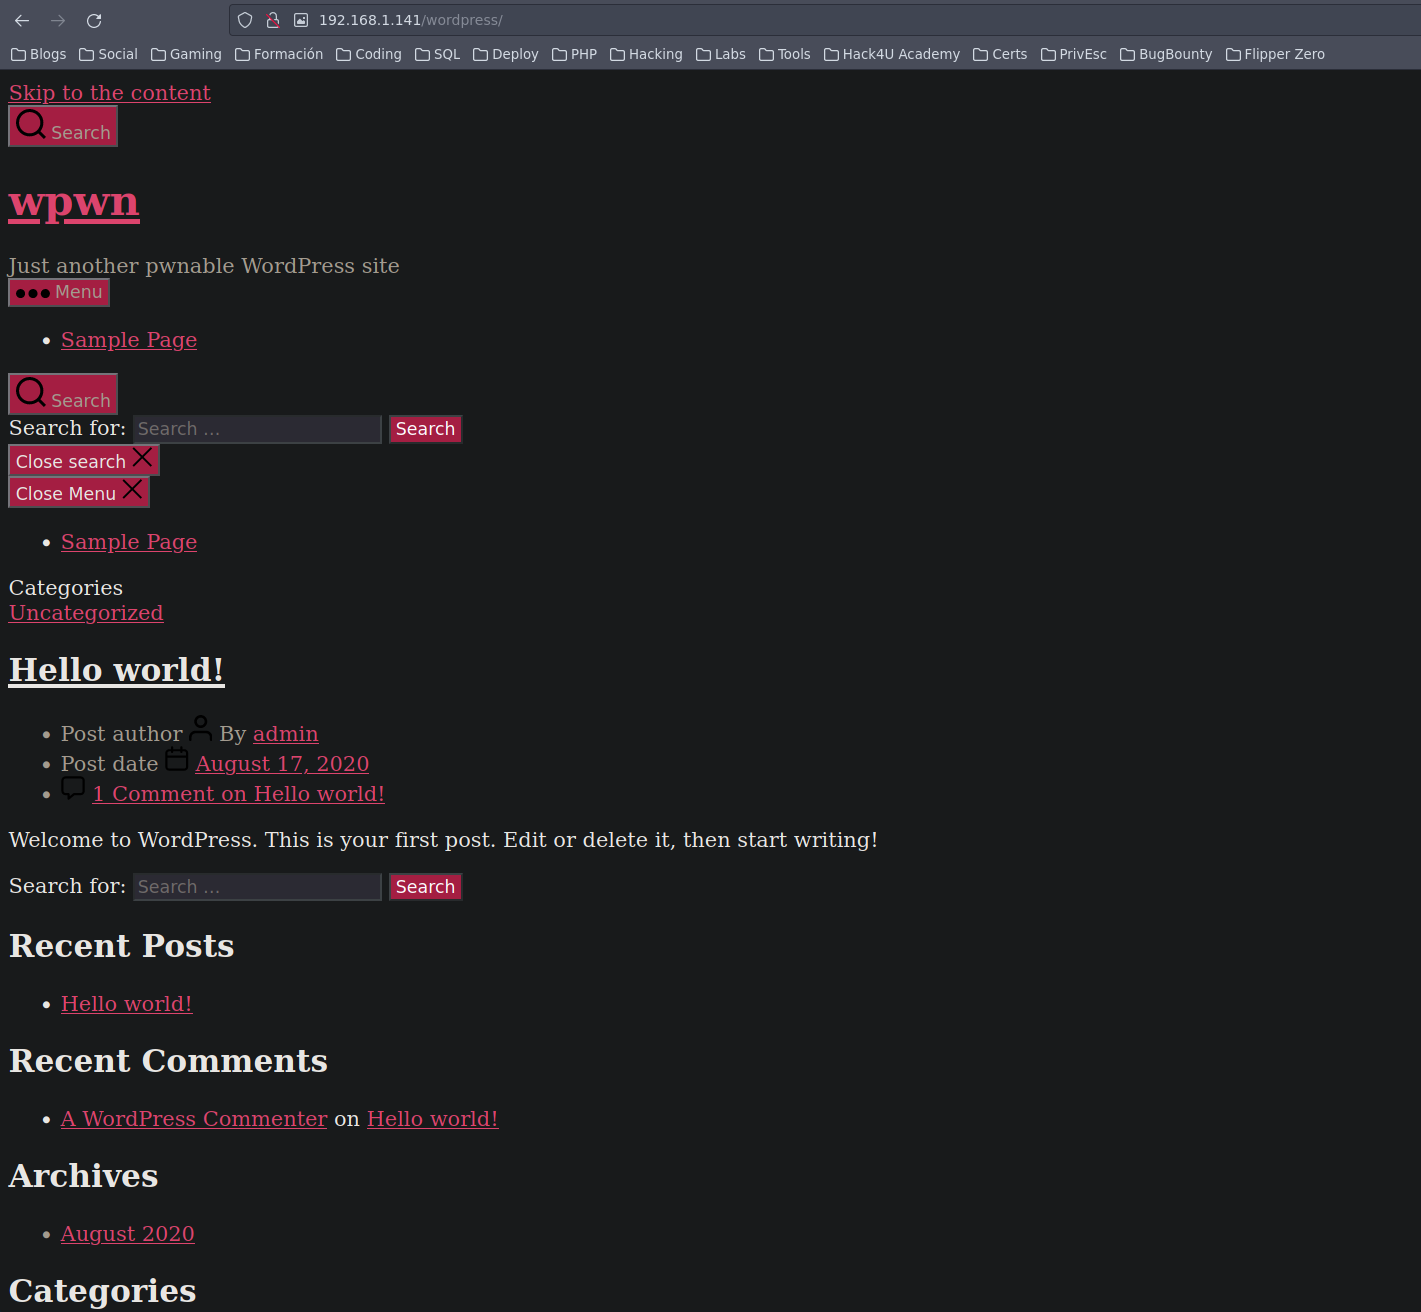 192.168.1.141/wordpress/
Blogs Social Gaming Formación Coding SQL Deploy PHP Hacking Labs Tools Hack4U Academy Certs PrivEsc BugBounty Flipper Zero
Skip to the content
Search
wpwn
Just another pwnable WordPress site
Menu
Sample Page
Search
Search for: Search … Search
Close search
Close Menu
Sample Page
Categories
Uncategorized
Hello world!
Post author By admin
Post date August 17, 2020
1 Comment on Hello world!
Welcome to WordPress. This is your first post. Edit or delete it, then start writing!
Search for: Search … Search
Recent Posts
Hello world!
Recent Comments
A WordPress Commenter on Hello world!
Archives
August 2020
Categories